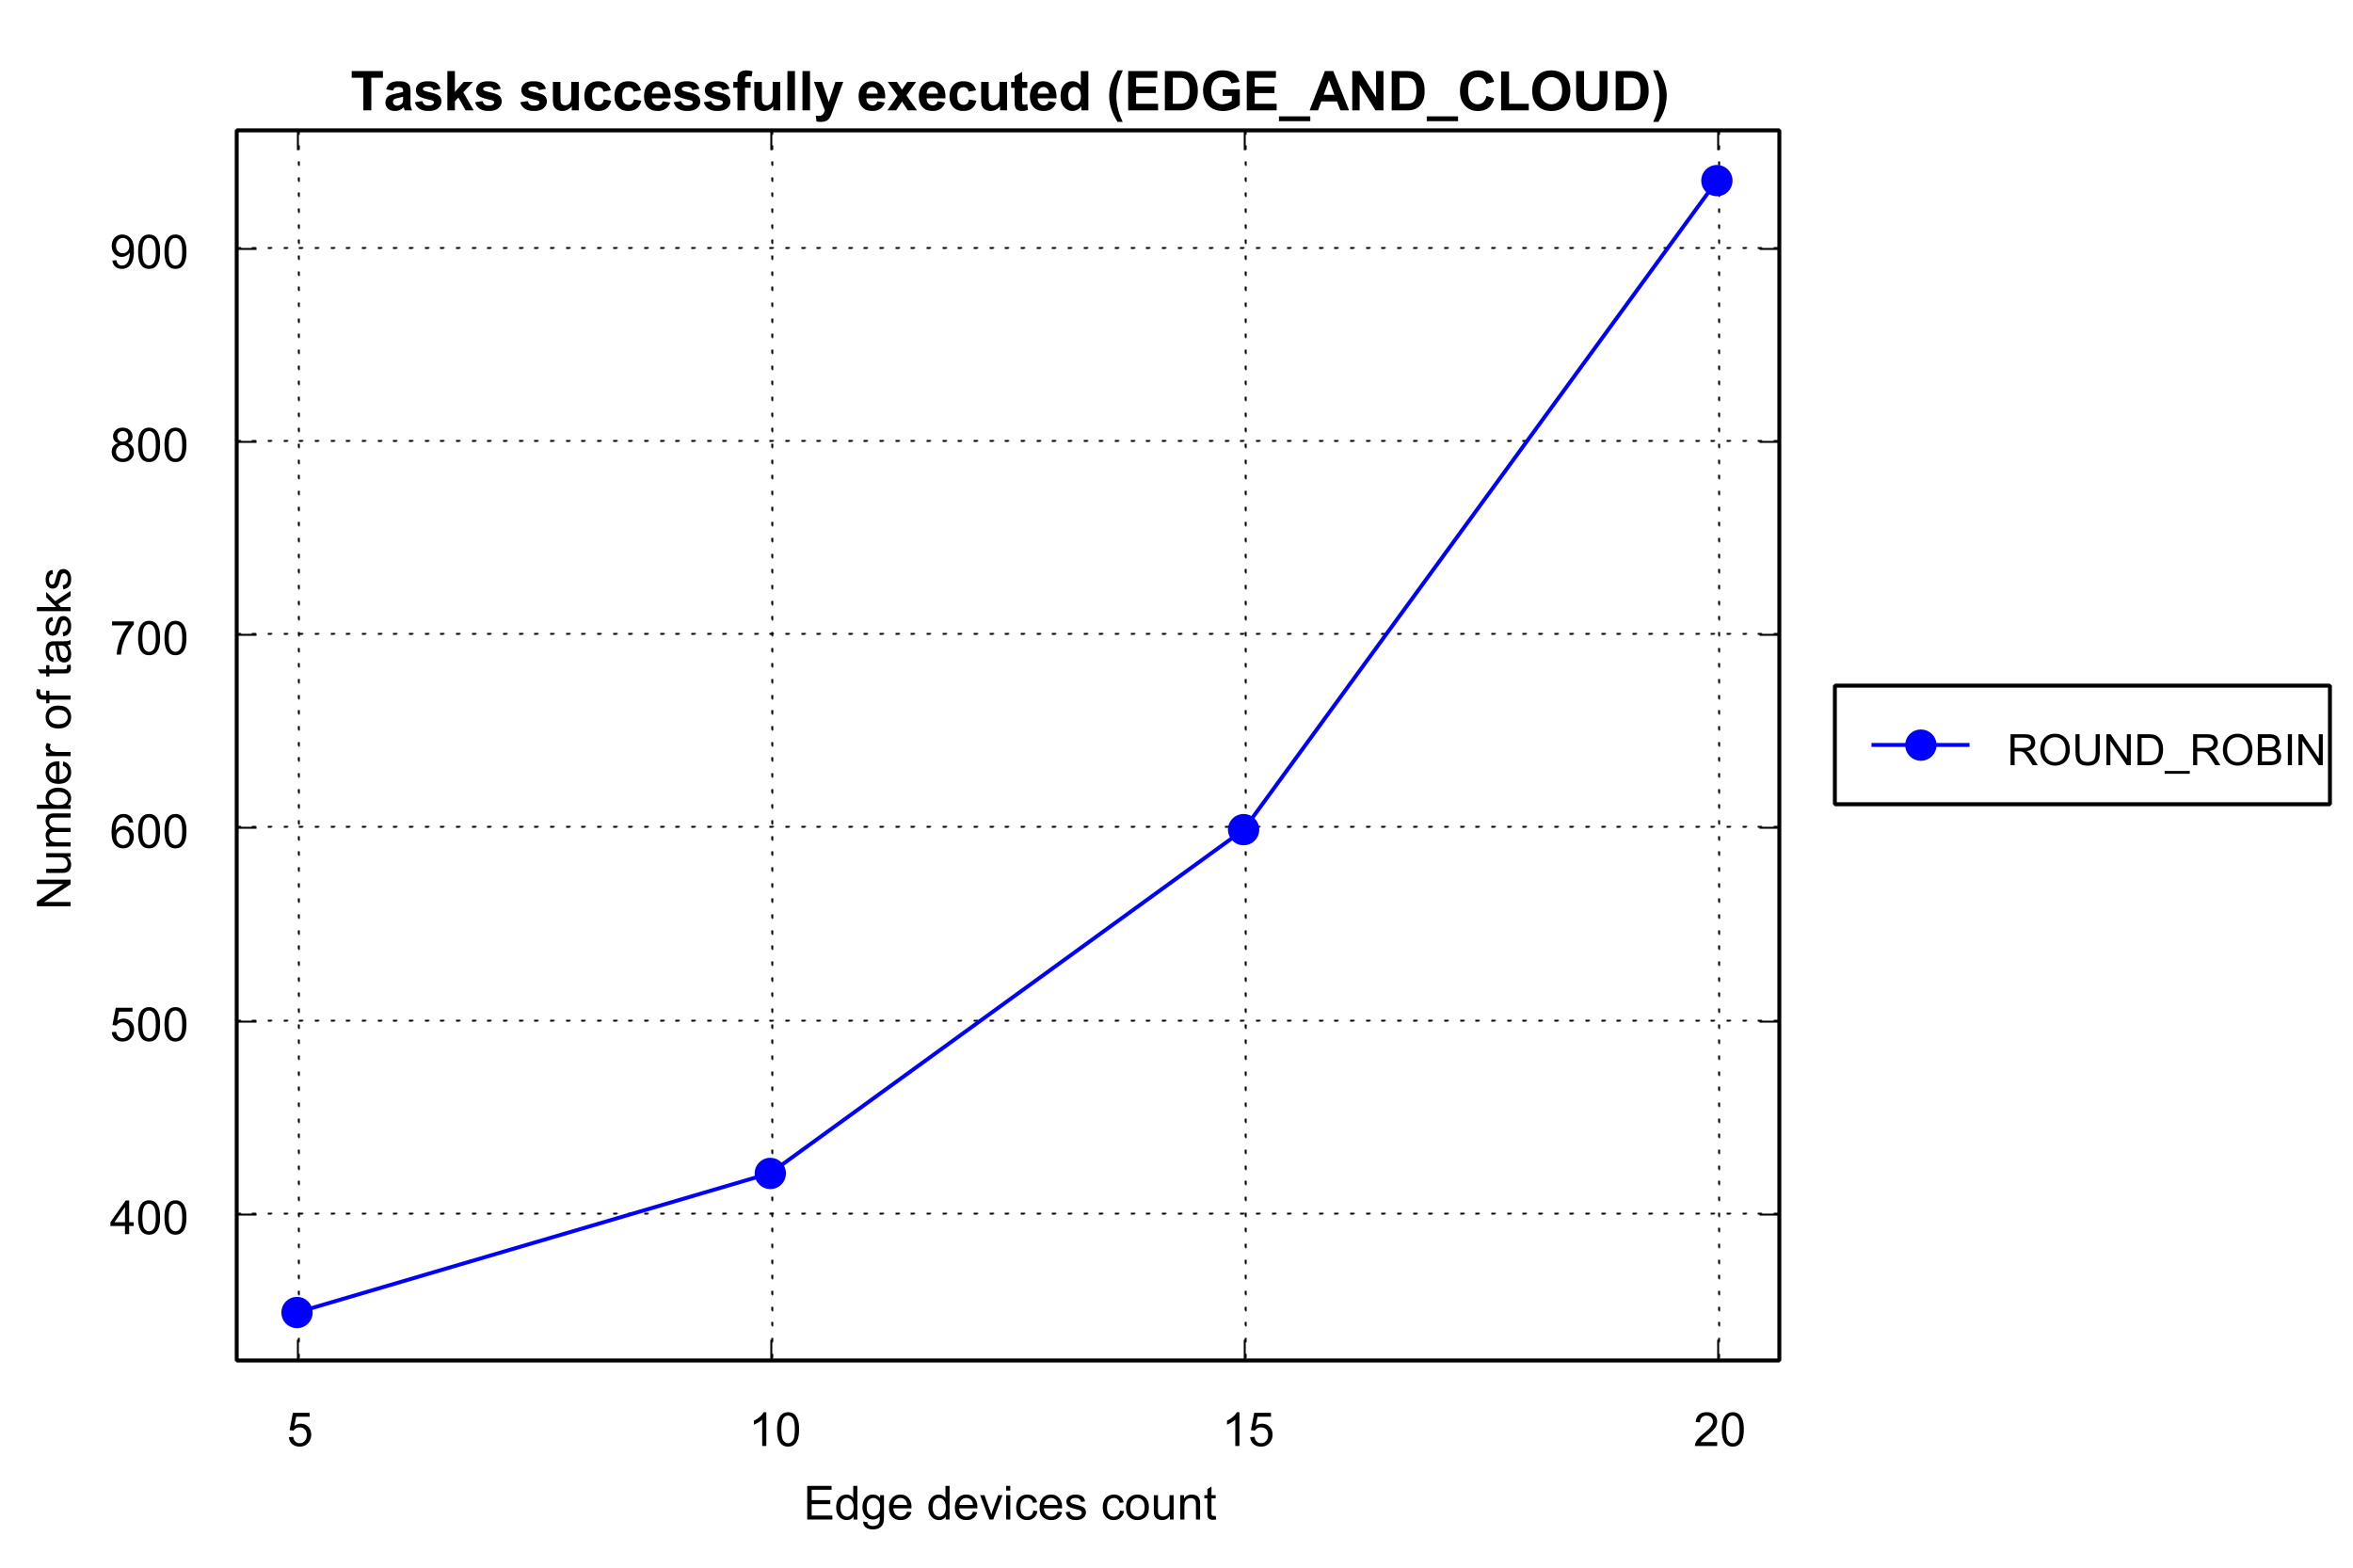 Tasks successfully executed (EDGE_AND_CLOUD)
900
800
700
600
500
400
Number of tasks
5 10 15 20
Edge devices count
ROUND_ROBIN